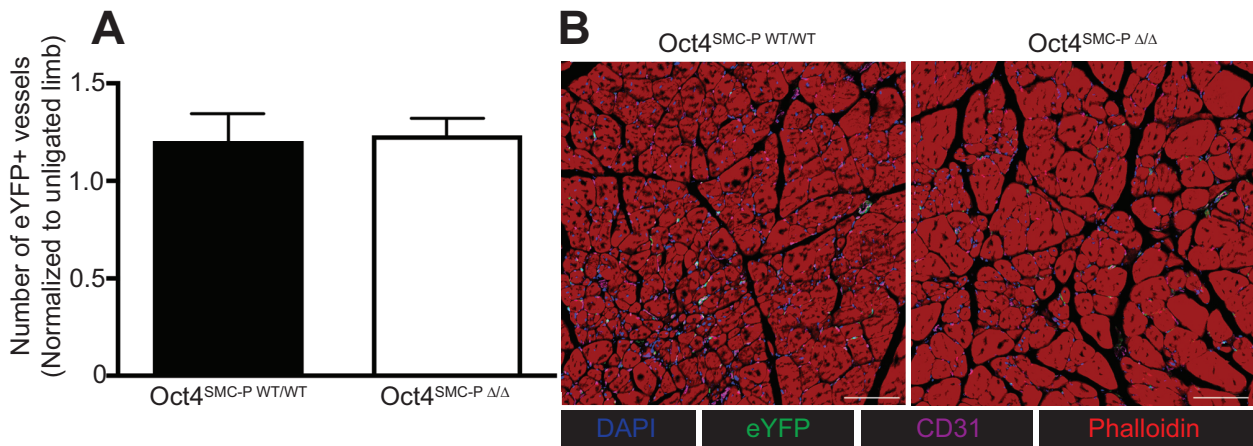 A
Number of eYFP+ vessels
(Normalized to unligated limb)
1.5
1.0
0.5
0
Oct4SMC-P WT/WT
Oct4SMC-P Δ/Δ
B
Oct4SMC-P WT/WT
Oct4SMC-P Δ/Δ
DAPI
eYFP
CD31
Phalloidin